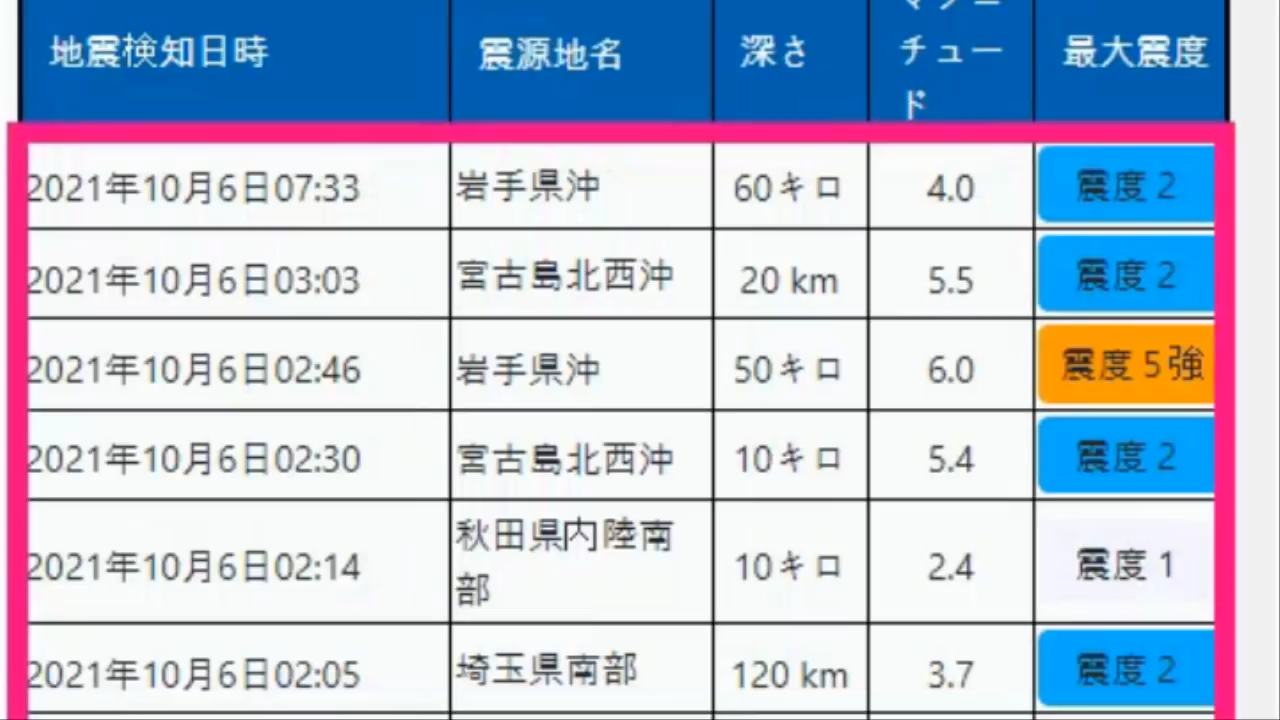 地震検知日時 震源地名 深さ マグニチュード 最大震度
2021年10月6日07:33 岩手県沖 60キロ 4.0 震度2
2021年10月6日03:03 宮古島北西沖 20 km 5.5 震度2
2021年10月6日02:46 岩手県沖 50キロ 6.0 震度5強
2021年10月6日02:30 宮古島北西沖 10キロ 5.4 震度2
2021年10月6日02:14 秋田県内陸南部 10キロ 2.4 震度1
2021年10月6日02:05 埼玉県南部 120 km 3.7 震度2